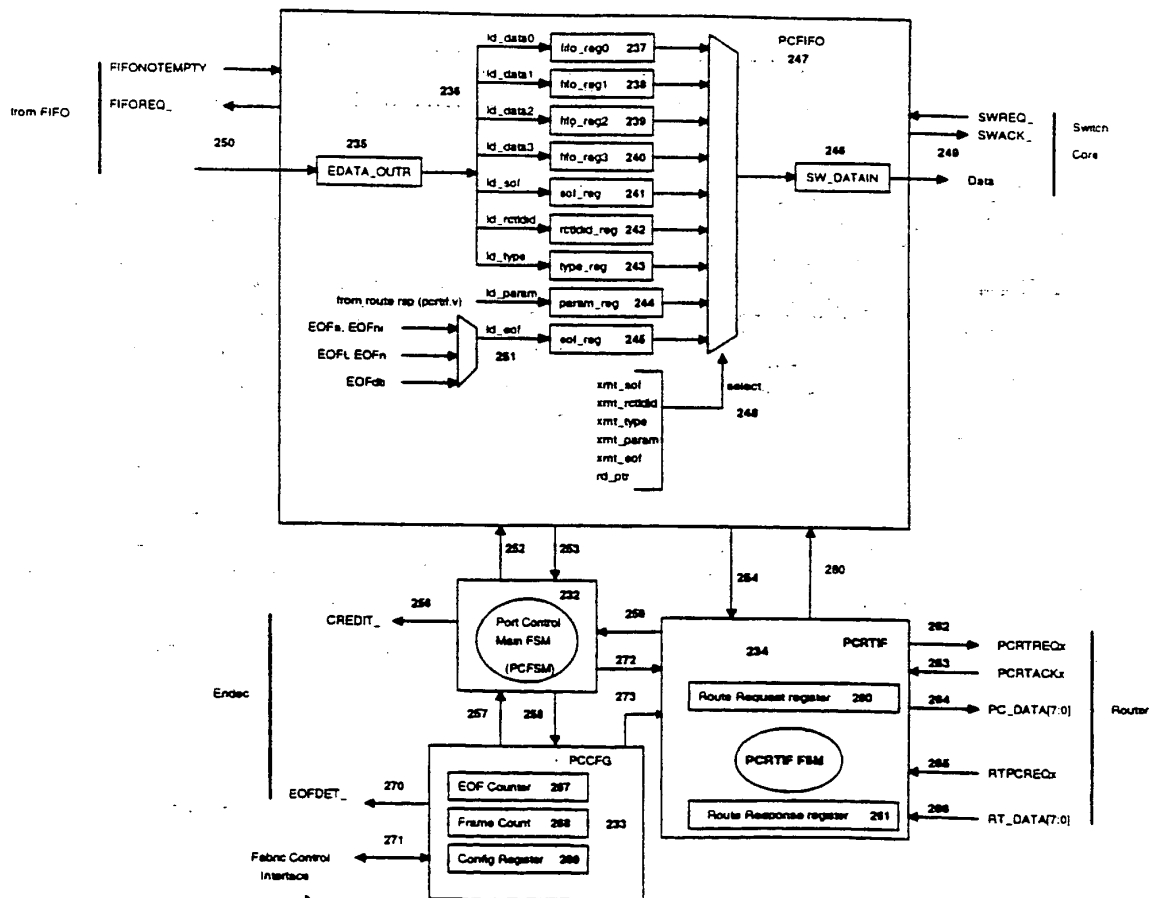 ld_data0
fifo_reg0 237
PCFIFO
247
FIFONOTEMPTY
ld_data1
hfo_reg1 238
236
from FIFO
FIFOREQ_
ld_data2
hfo_reg2 239
SWREQ_
SWACK_
Switch
Core
250
235
ld_data3
hfo_reg3 240
246
249
EDATA_OUTR
SW_DATAIN
Data
ld_sof
sof_reg 241
ld_rctldid
rctldid_reg 242
ld_type
type_reg 243
from route rsp (pcrtif.v)
ld_param
param_reg 244
EOFa, EOFni
ld_eof
eof_reg 245
EOFt, EOFn
251
EOFdti
xmt_sof
select
xmt_rctldid
248
xmt_type
xmt_param
xmt_eof
rd_ptr
252
253
254
280
232
256
CREDIT_
Port Control
Main FSM
(PCFSM)
259
272
273
234
PCRTIF
262
PCRTREQx
263
PCRTACKx
264
PC_DATA[7:0]
Route Request register 260
Endec
257
258
Router
PCRTIF FSM
265
RTPCREQx
266
RT_DATA[7:0]
Route Response register 261
PCCFG
EOF Counter 267
270
EOFDET_
Frame Count 268
233
271
Config Register 269
Fabric Control
Interface